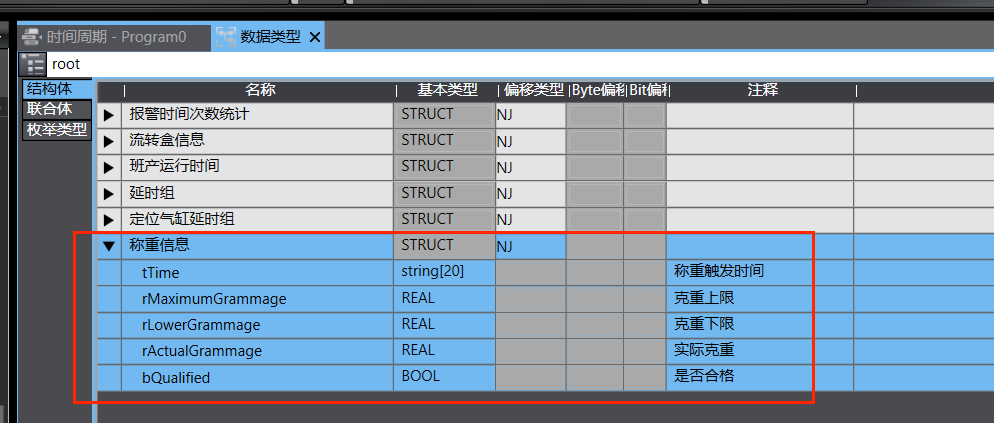 时间周期 - Program0 数据类型
root
结构体
联合体
枚举类型
名称 基本类型 偏移类型 Byte偏移 Bit偏移 注释
报警时间次数统计 STRUCT NJ
流转盒信息 STRUCT NJ
班产运行时间 STRUCT NJ
延时组 STRUCT NJ
定位气缸延时组 STRUCT NJ
称重信息 STRUCT NJ
tTime string[20] 称重触发时间
rMaximumGrammage REAL 克重上限
rLowerGrammage REAL 克重下限
rActualGrammage REAL 实际克重
bQualified BOOL 是否合格